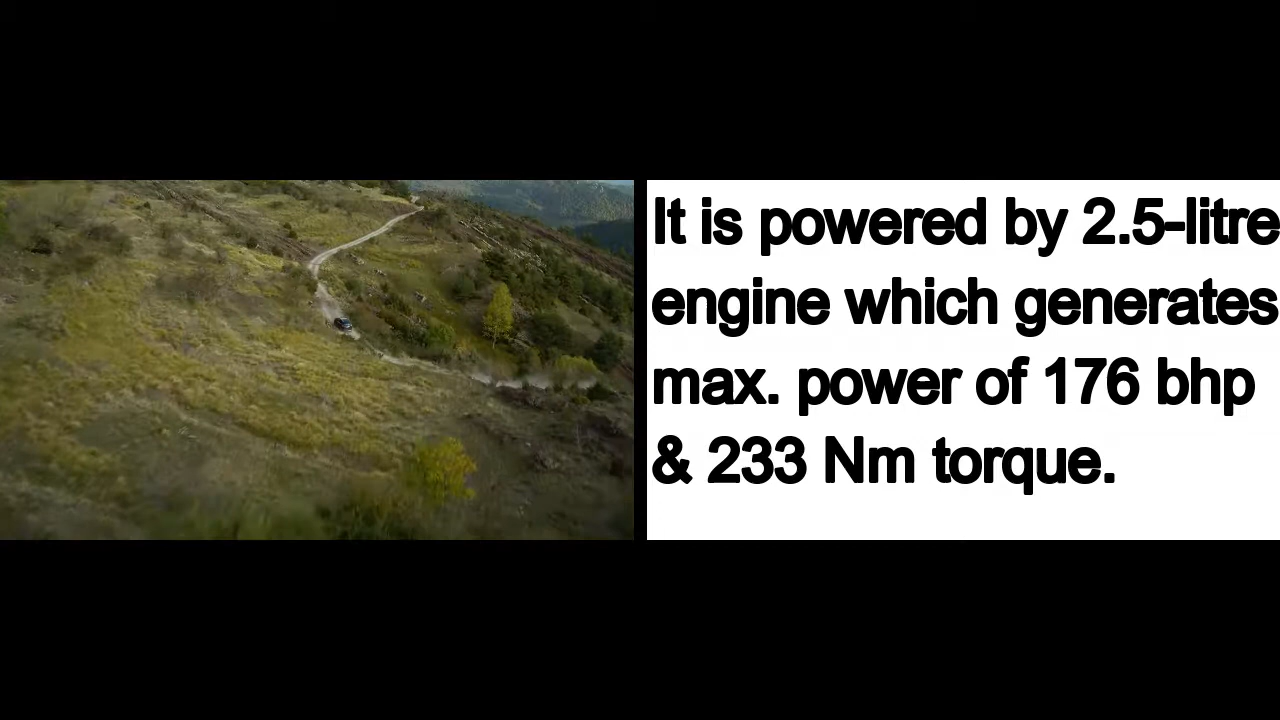 It is powered by 2.5-litre
engine which generates
max. power of 176 bhp
& 233 Nm torque.